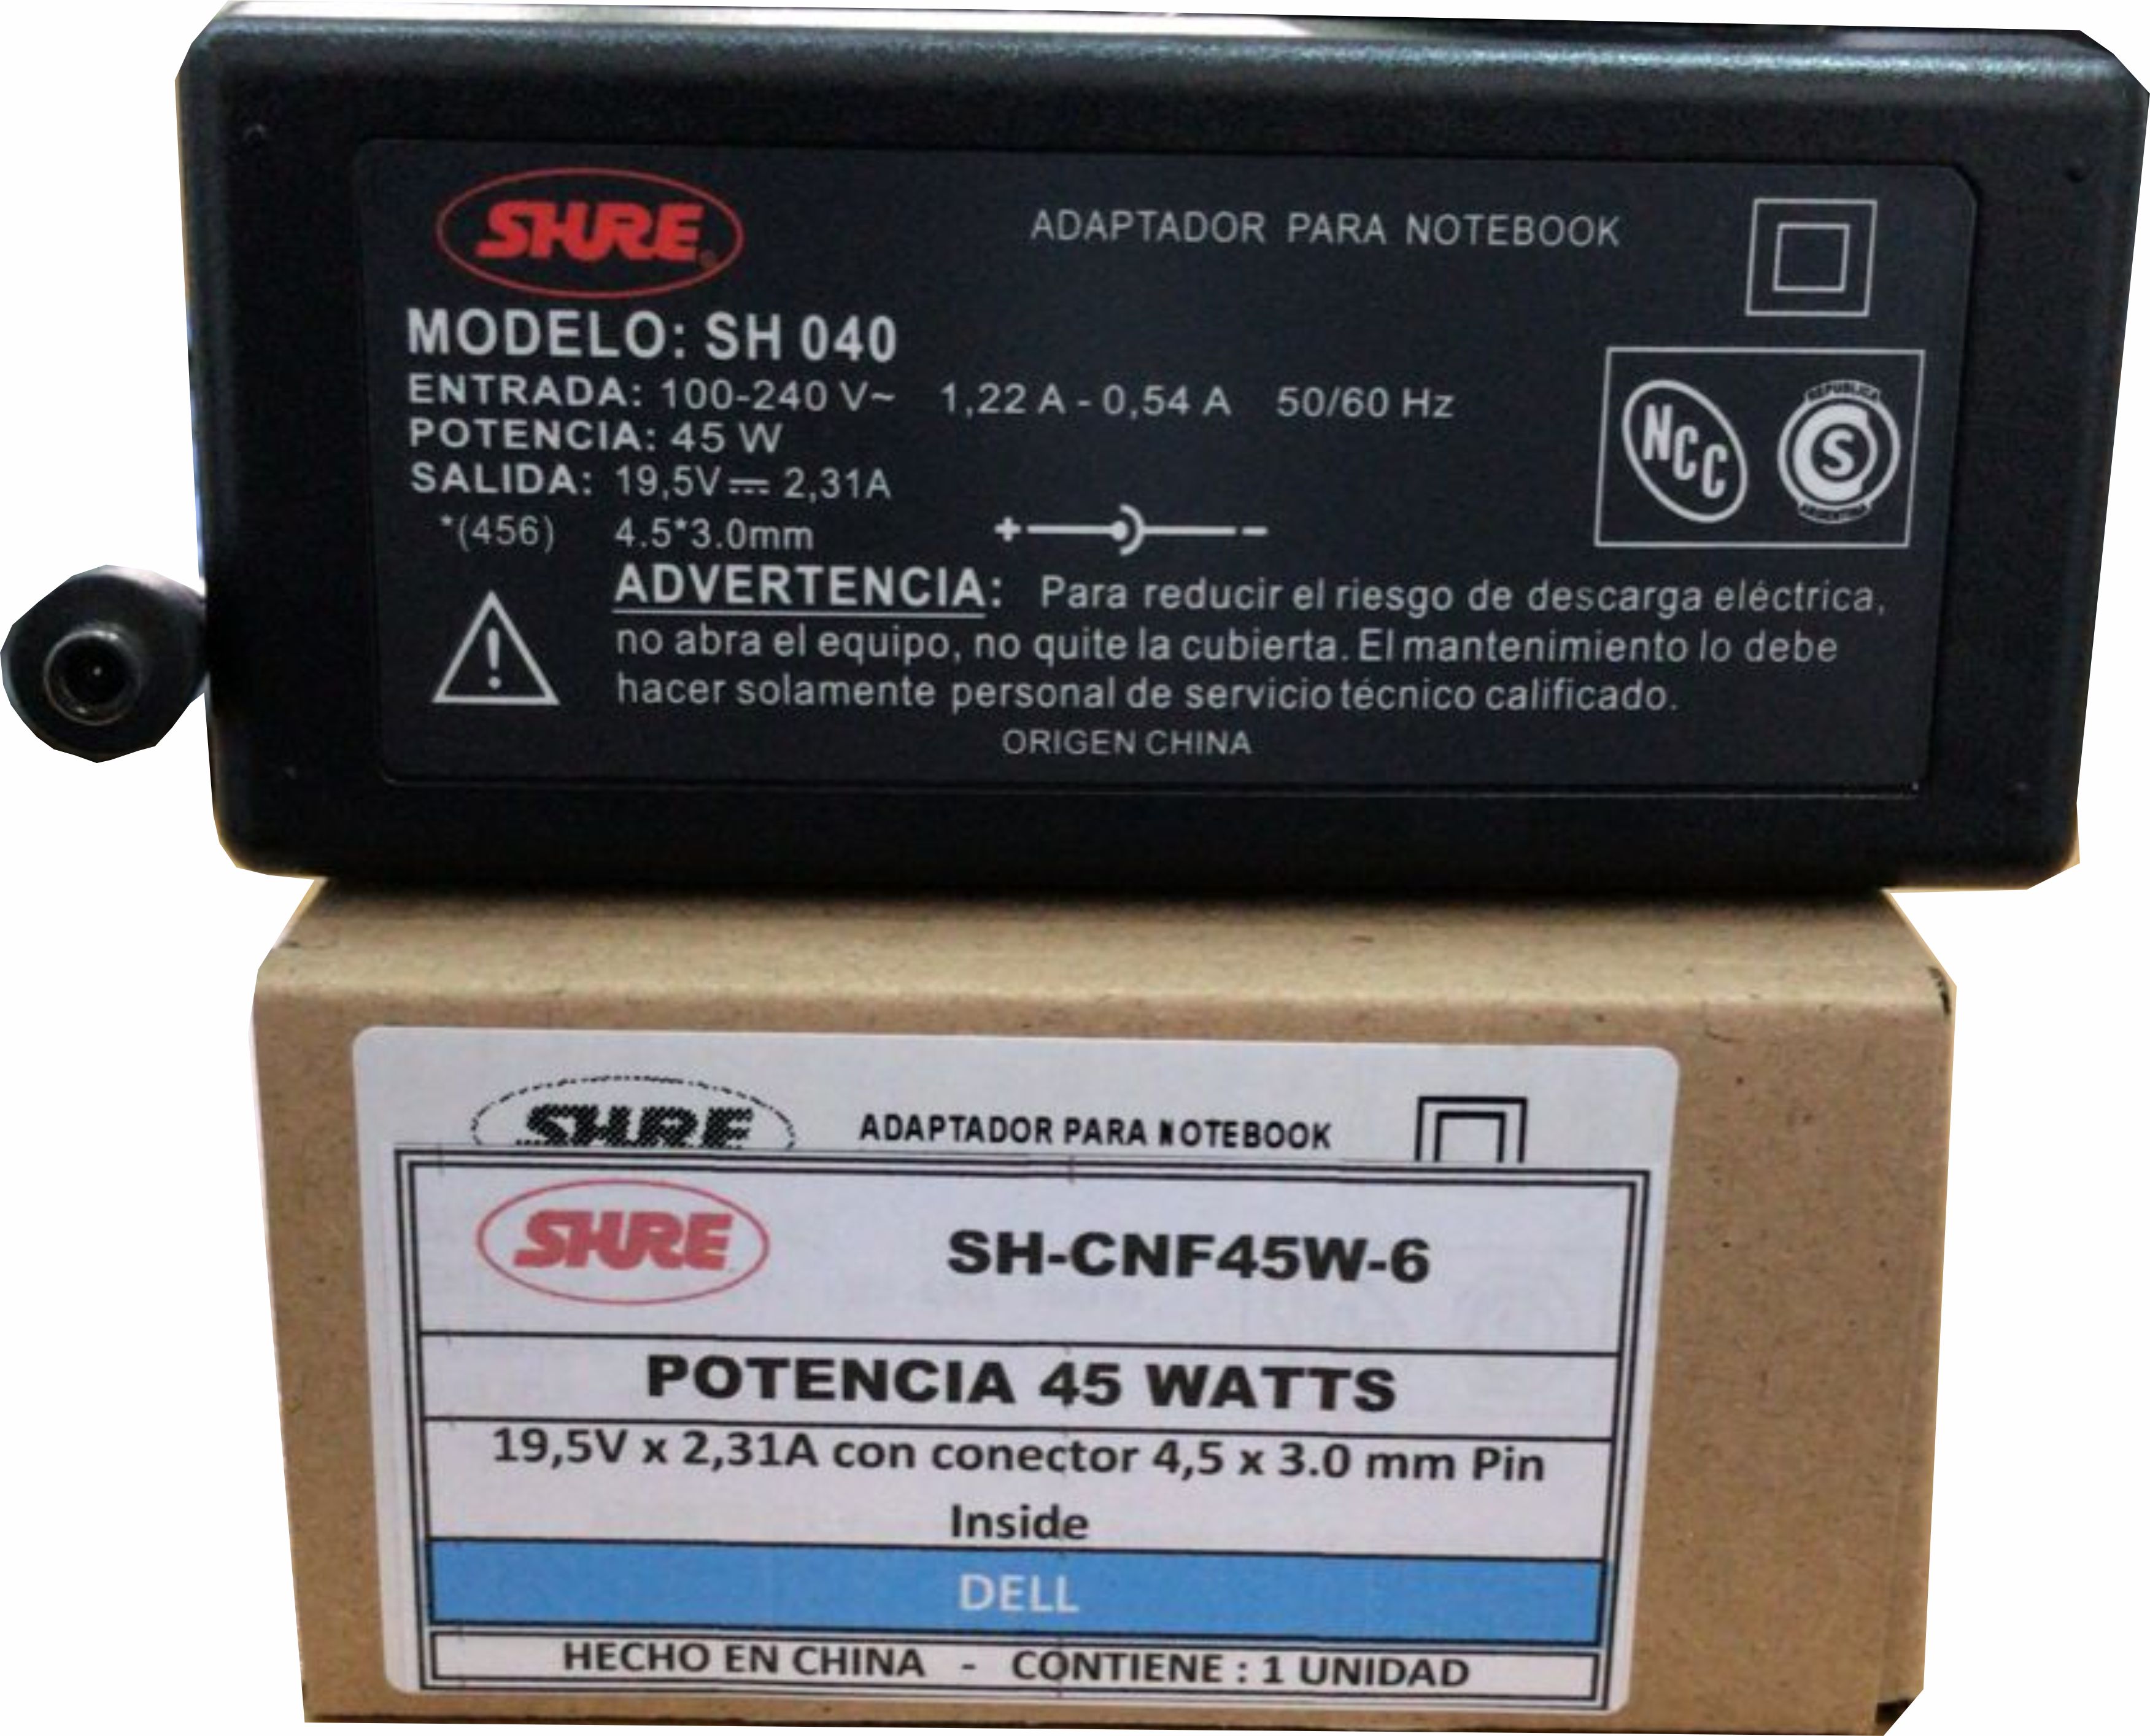 SHURE
ADAPTADOR PARA NOTEBOOK
MODELO: SH 040
ENTRADA: 100-240 V~ 1,22 A - 0,54 A 50/60 Hz
POTENCIA: 45 W
SALIDA: 19,5V⎓ 2,31A
*(456) 4.5*3.0mm + -
NCC S
REPUBLICA
ADVERTENCIA: Para reducir el riesgo de descarga eléctrica,
no abra el equipo, no quite la cubierta. El mantenimiento lo debe
hacer solamente personal de servicio técnico calificado.
ORIGEN CHINA
SHURE ADAPTADOR PARA NOTEBOOK
SHURE SH-CNF45W-6
POTENCIA 45 WATTS
19,5V x 2,31A con conector 4,5 x 3.0 mm Pin
Inside
DELL
HECHO EN CHINA - CONTIENE : 1 UNIDAD